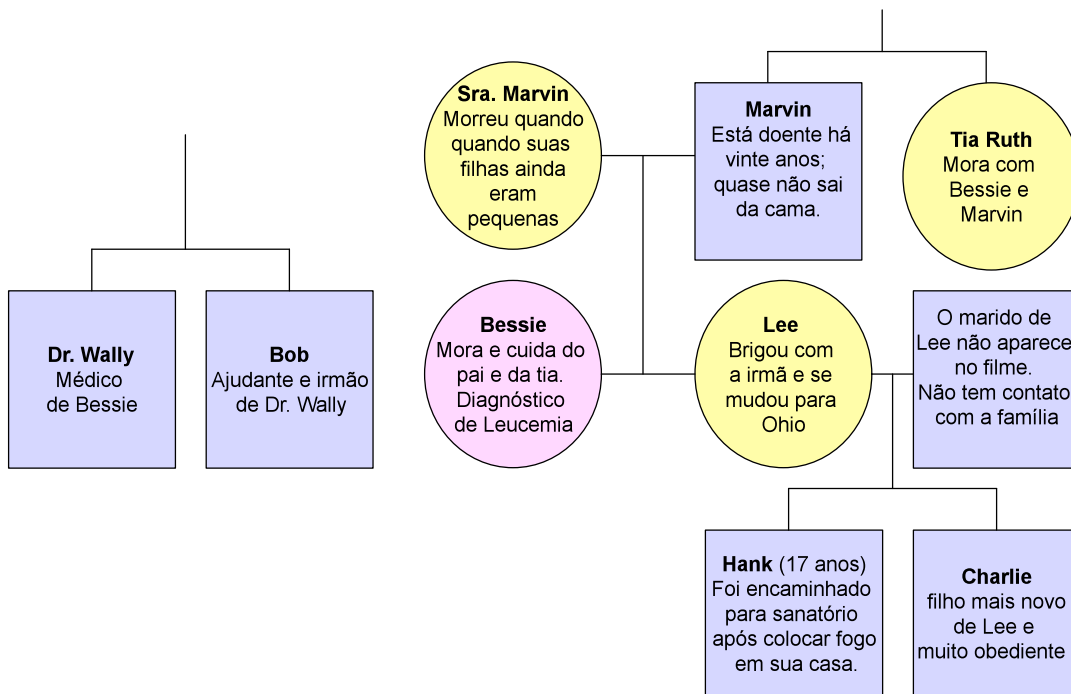 Sra. Marvin
Morreu quando
quando suas
filhas ainda
eram
pequenas
Marvin
Está doente há
vinte anos;
quase não sai
da cama.
Tia Ruth
Mora com
Bessie e
Marvin
Dr. Wally
Médico
de Bessie
Bob
Ajudante e irmão
de Dr. Wally
Bessie
Mora e cuida do
pai e da tia.
Diagnóstico
de Leucemia
Lee
Brigou com
a irmã e se
mudou para
Ohio
O marido de
Lee não aparece
no filme.
Não tem contato
com a família
Hank (17 anos)
Foi encaminhado
para sanatório
após colocar fogo
em sua casa.
Charlie
filho mais novo
de Lee e
muito obediente